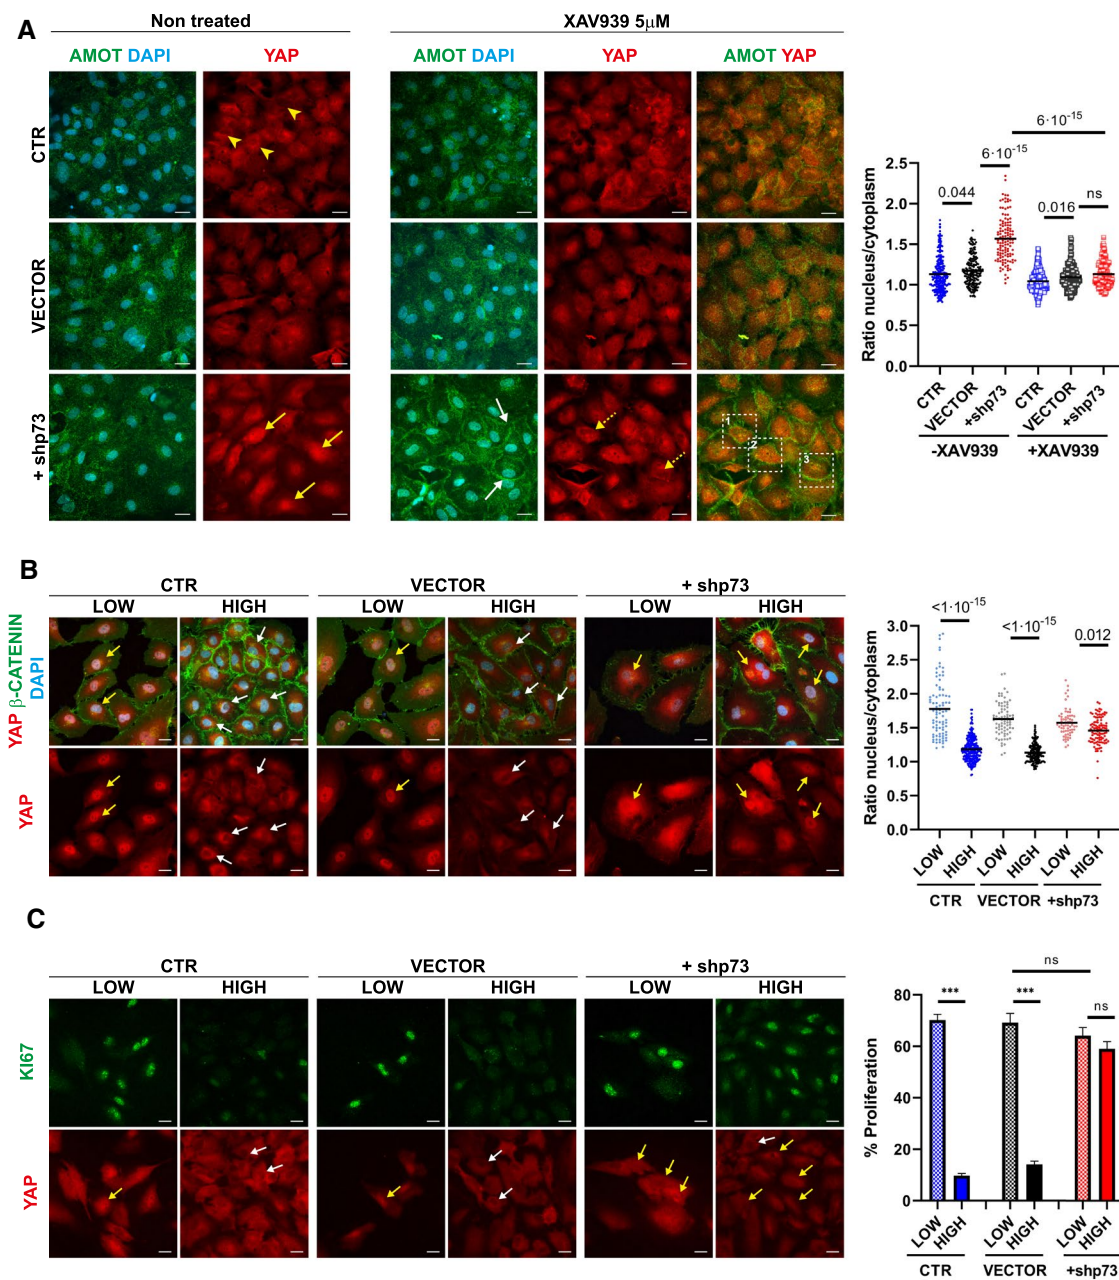 A
Non treated
XAV939 5µM
AMOT DAPI
YAP
AMOT DAPI
YAP
AMOT YAP
CTR
VECTOR
+ shp73
1
2
3
Ratio nucleus/cytoplasm
2.5
2.0
1.5
1.0
0.5
0.0
6·10⁻¹⁵
6·10⁻¹⁵
0.044
0.016
ns
CTR
VECTOR
+shp73
CTR
VECTOR
+shp73
-XAV939
+XAV939
B
CTR
VECTOR
+ shp73
LOW
HIGH
LOW
HIGH
LOW
HIGH
YAP β-CATENIN
DAPI
YAP
Ratio nucleus/cytoplasm
3.0
2.5
2.0
1.5
1.0
0.5
0.0
<1·10⁻¹⁵
<1·10⁻¹⁵
0.012
LOW
HIGH
LOW
HIGH
LOW
HIGH
CTR
VECTOR
+shp73
C
CTR
VECTOR
+ shp73
LOW
HIGH
LOW
HIGH
LOW
HIGH
KI67
YAP
% Proliferation
80
60
40
20
0
ns
***
***
ns
LOW
HIGH
LOW
HIGH
LOW
HIGH
CTR
VECTOR
+shp73